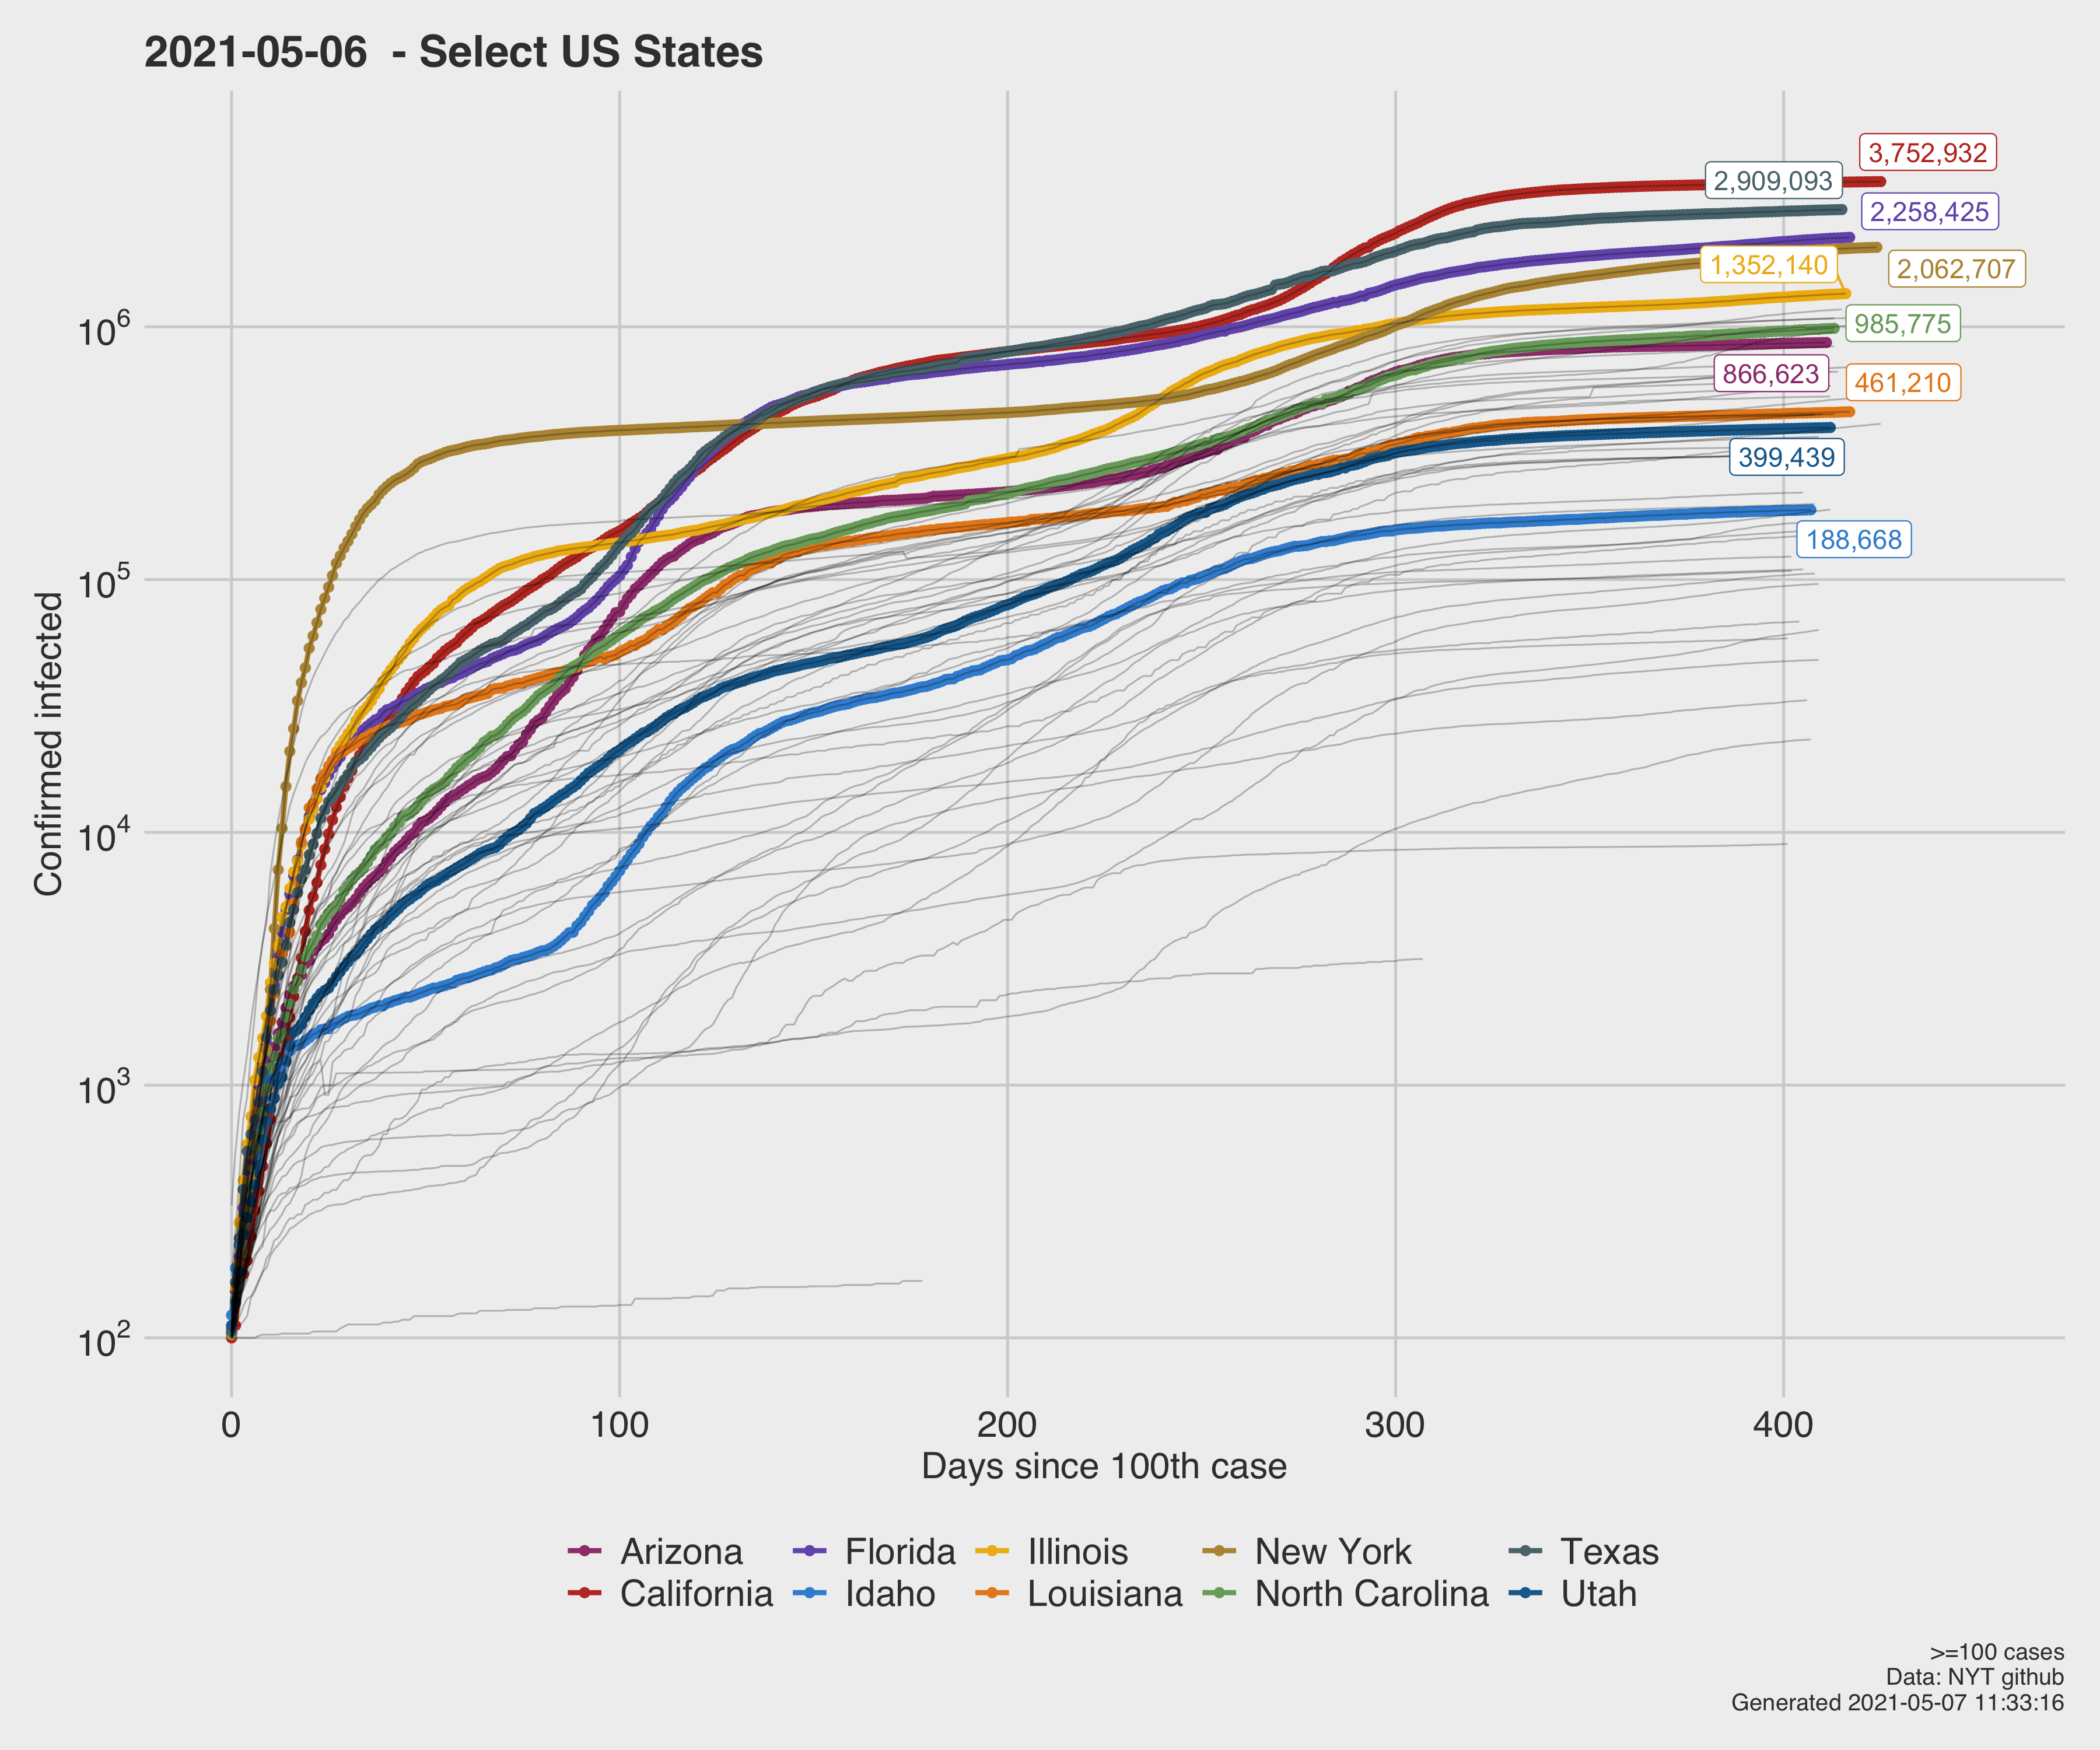 2021-05-06  - Select US States
Confirmed infected
10^6
10^5
10^4
10^3
10^2
3,752,932
2,909,093
2,258,425
1,352,140
2,062,707
985,775
866,623
461,210
399,439
188,668
0 100 200 300 400
Days since 100th case
Arizona Florida Illinois New York Texas
California Idaho Louisiana North Carolina Utah
>=100 cases
Data: NYT github
Generated 2021-05-07 11:33:16